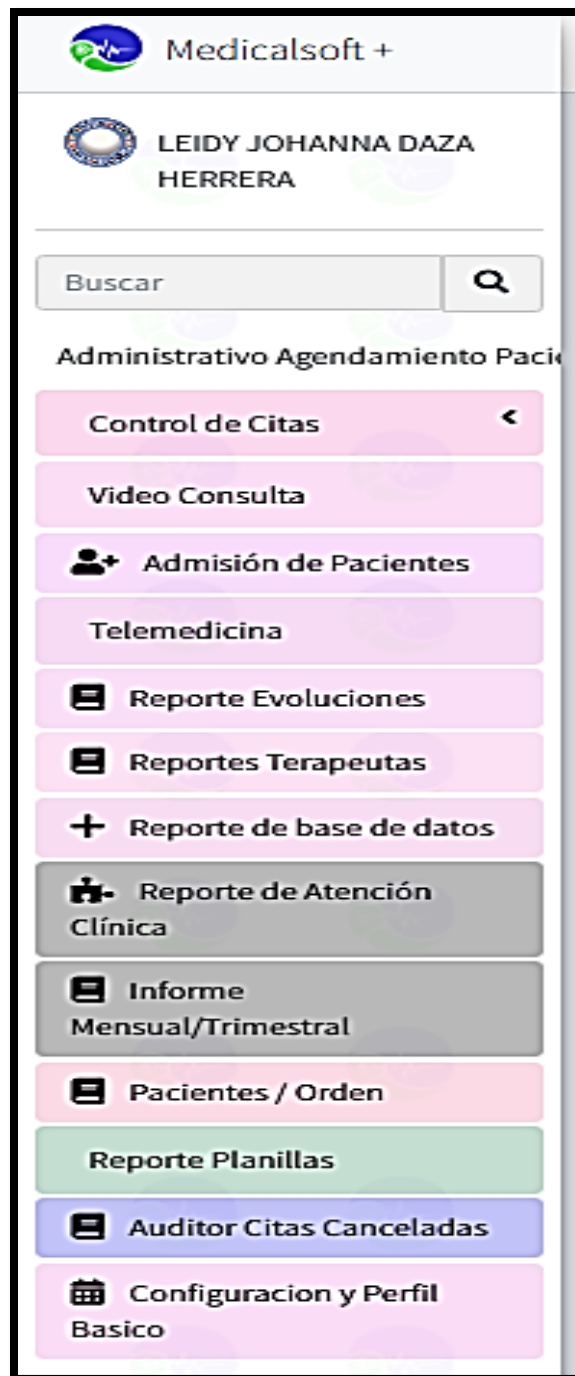 Medicalsoft +
LEIDY JOHANNA DAZA
HERRERA
Buscar
Administrativo Agendamiento
Control de Citas
Video Consulta
Admisión de Pacientes
Telemedicina
Reporte Evoluciones
Reportes Terapeutas
Reporte de base de datos
Reporte de Atención
Clínica
Informe
Mensual/Trimestral
Pacientes / Orden
Reporte Planillas
Auditor Citas Canceladas
Configuracion y Perfil
Basico